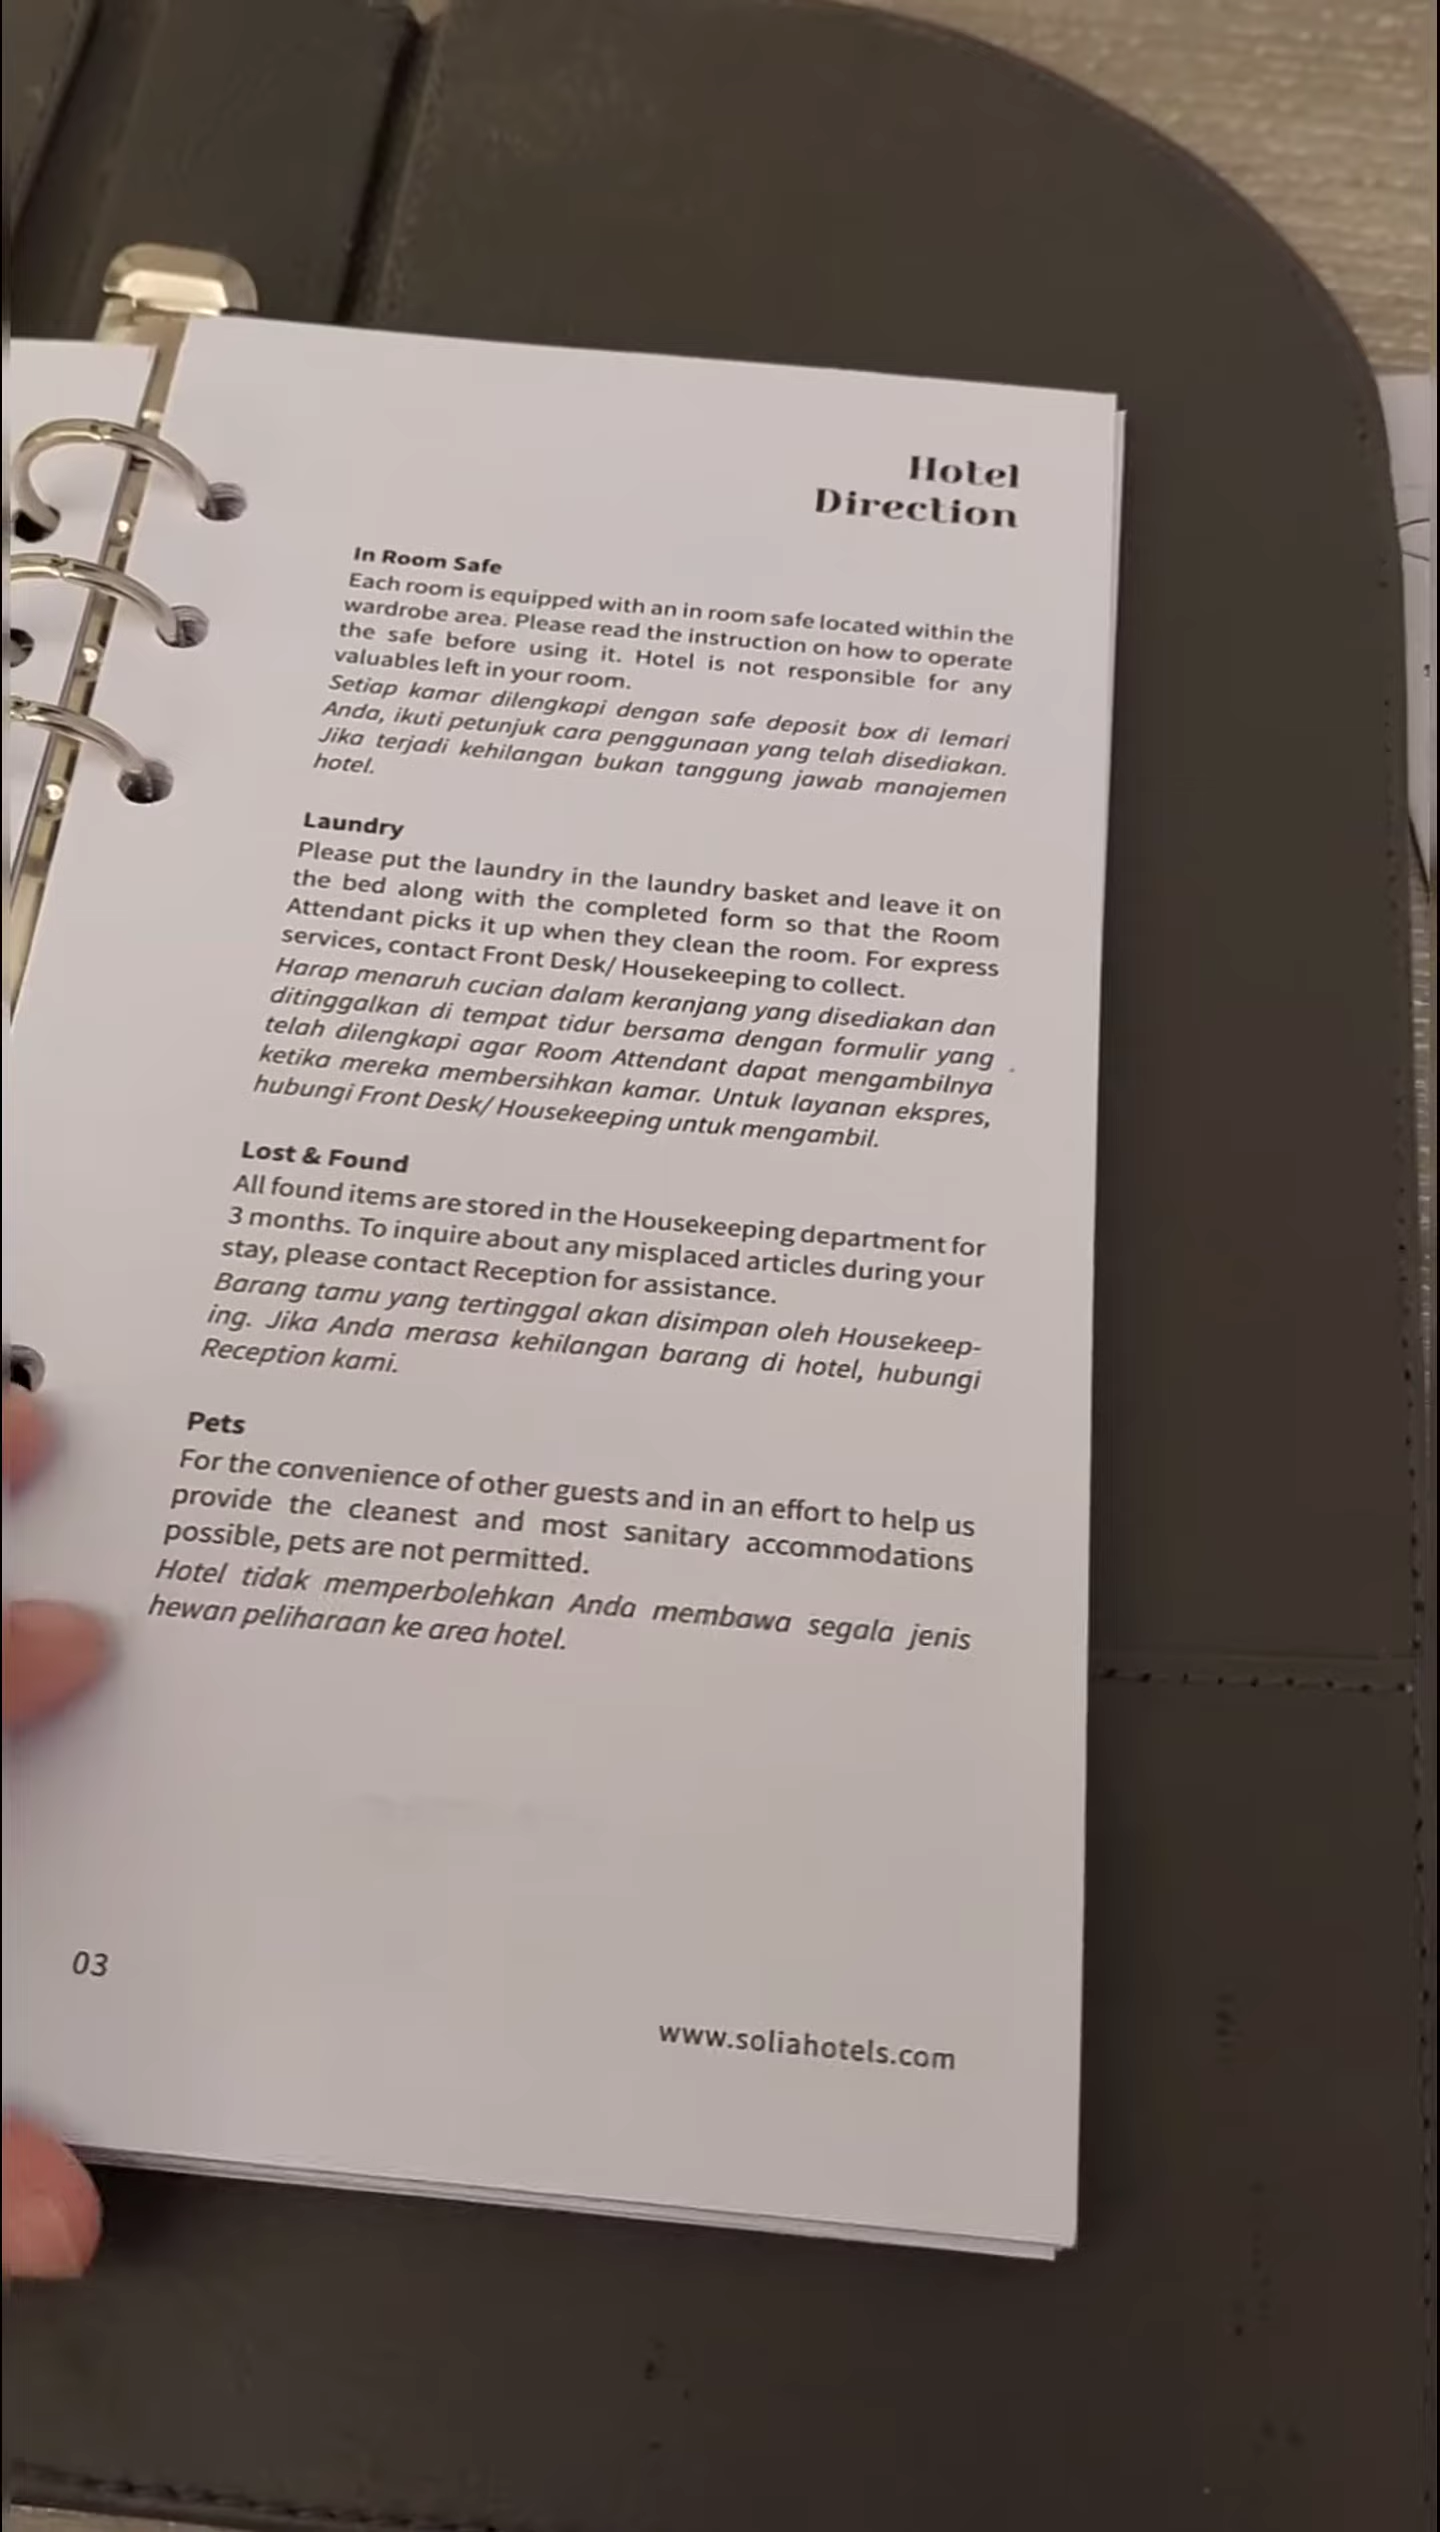 Hotel
Direction
In Room Safe
Each room is equipped with an in room safe located within the
wardrobe area. Please read the instruction on how to operate
the safe before using it. Hotel is not responsible for any
valuables left in your room.
Setiap kamar dilengkapi dengan safe deposit box di lemari
Anda, ikuti petunjuk cara penggunaan yang telah disediakan.
Jika terjadi kehilangan bukan tanggung jawab manajemen
hotel.
Laundry
Please put the laundry in the laundry basket and leave it on
the bed along with the completed form so that the Room
Attendant picks it up when they clean the room. For express
services, contact Front Desk/ Housekeeping to collect.
Harap menaruh cucian dalam keranjang yang disediakan dan
ditinggalkan di tempat tidur bersama dengan formulir yang
telah dilengkapi agar Room Attendant dapat mengambilnya
ketika mereka membersihkan kamar. Untuk layanan ekspres,
hubungi Front Desk/ Housekeeping untuk mengambil.
Lost & Found
All found items are stored in the Housekeeping department for
3 months. To inquire about any misplaced articles during your
stay, please contact Reception for assistance.
Barang tamu yang tertinggal akan disimpan oleh Housekeep-
ing. Jika Anda merasa kehilangan barang di hotel, hubungi
Reception kami.
Pets
For the convenience of other guests and in an effort to help us
provide the cleanest and most sanitary accommodations
possible, pets are not permitted.
Hotel tidak memperbolehkan Anda membawa segala jenis
hewan peliharaan ke area hotel.
03
www.soliahotels.com